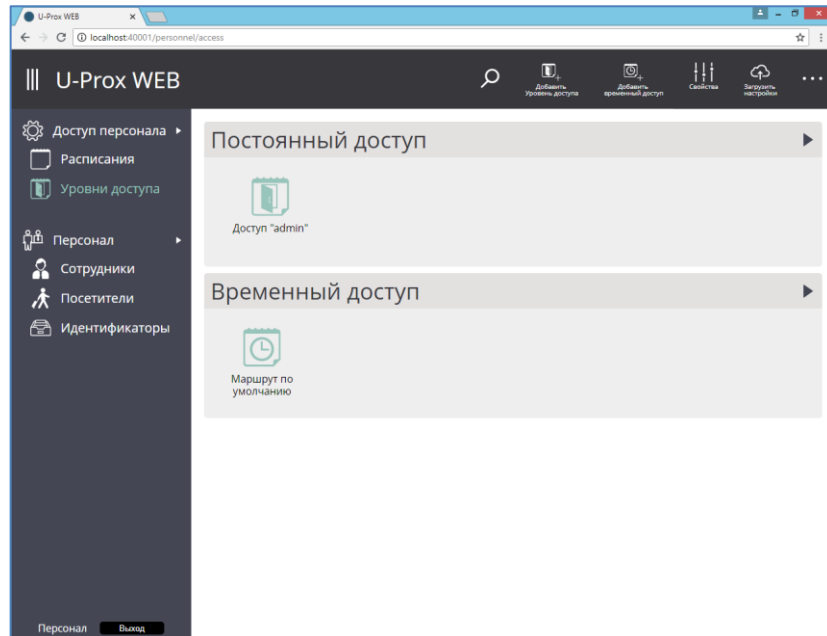 U-Prox WEB
localhost:40001/personnel/access
U-Prox WEB
Добавить
Уровень доступа
Добавить
временный доступ
Свойства
Загрузить
настройки
Доступ персонала
Расписания
Уровни доступа
Персонал
Сотрудники
Посетители
Идентификаторы
Постоянный доступ
Доступ "admin"
Временный доступ
Маршрут по
умолчанию
Персонал Выход